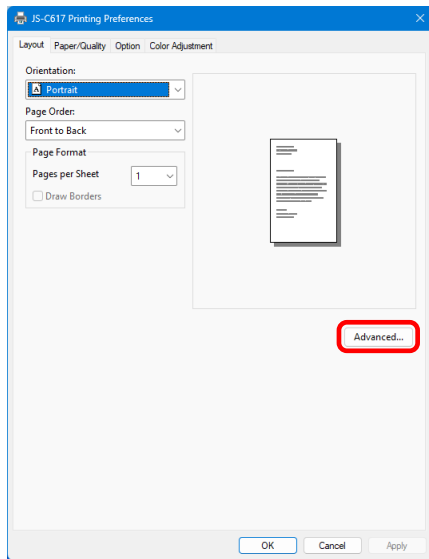 JS-C617 Printing Preferences
Layout Paper/Quality Option Color Adjustment
Orientation:
A Portrait
Page Order:
Front to Back
Page Format
Pages per Sheet 1
Draw Borders
Advanced...
OK Cancel Apply